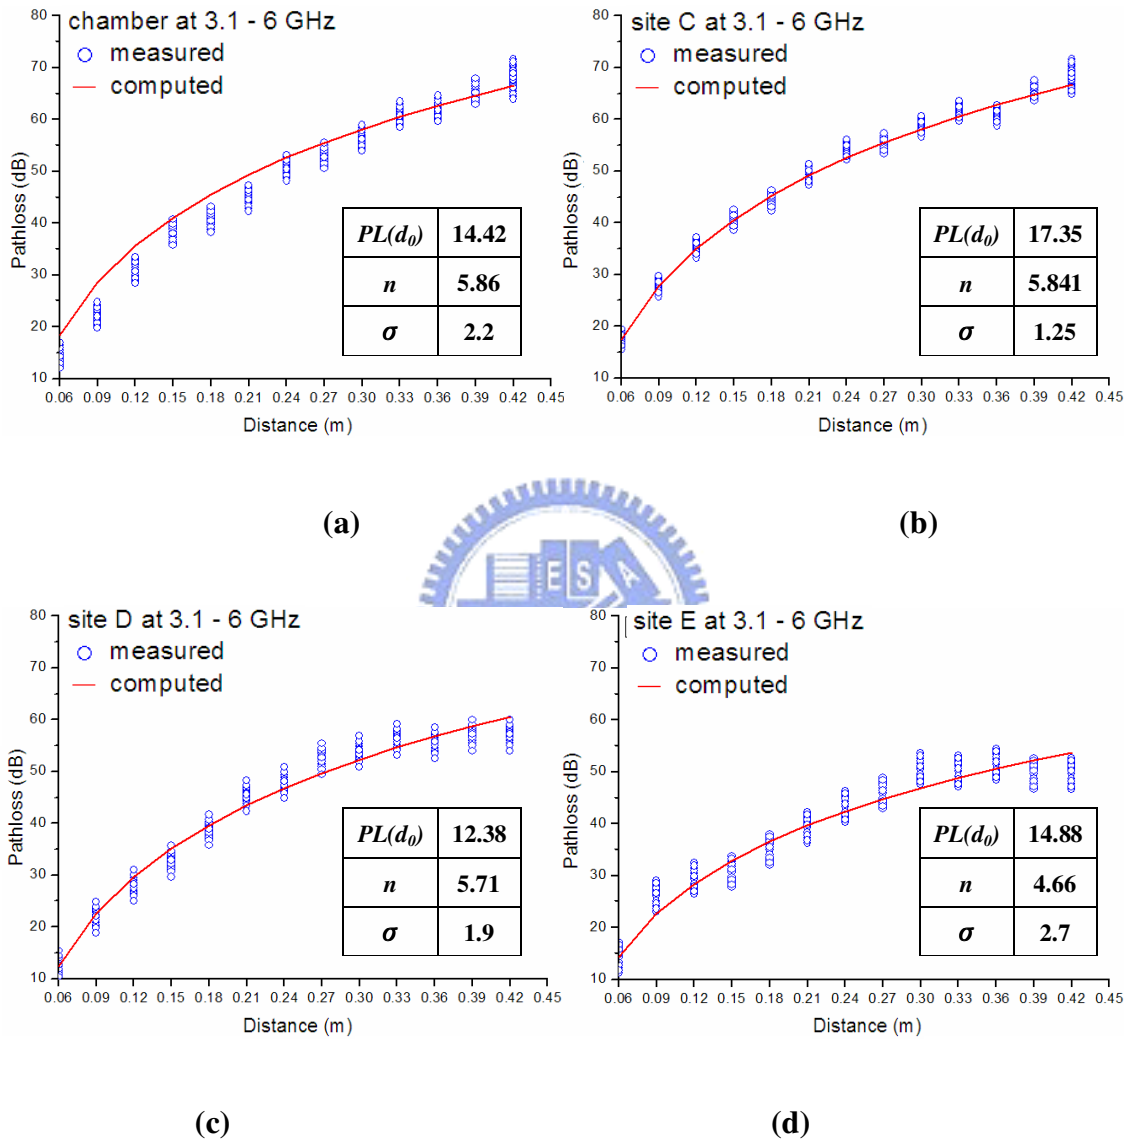 chamber at 3.1 - 6 GHz
measured
computed
Pathloss (dB)
80
70
60
50
40
30
20
10
0.06 0.09 0.12 0.15 0.18 0.21 0.24 0.27 0.30 0.33 0.36 0.39 0.42 0.45
Distance (m)
PL(d₀) 14.42
n 5.86
σ 2.2
(a)
site C at 3.1 - 6 GHz
measured
computed
Pathloss (dB)
80
70
60
50
40
30
20
10
0.06 0.09 0.12 0.15 0.18 0.21 0.24 0.27 0.30 0.33 0.36 0.39 0.42 0.45
Distance (m)
PL(d₀) 17.35
n 5.841
σ 1.25
(b)
E S A
site D at 3.1 - 6 GHz
measured
computed
Pathloss (dB)
80
70
60
50
40
30
20
10
0.06 0.09 0.12 0.15 0.18 0.21 0.24 0.27 0.30 0.33 0.36 0.39 0.42 0.45
Distance (m)
PL(d₀) 12.38
n 5.71
σ 1.9
(c)
site E at 3.1 - 6 GHz
measured
computed
Pathloss (dB)
80
70
60
50
40
30
20
10
0.06 0.09 0.12 0.15 0.18 0.21 0.24 0.27 0.30 0.33 0.36 0.39 0.42 0.45
Distance (m)
PL(d₀) 14.88
n 4.66
σ 2.7
(d)